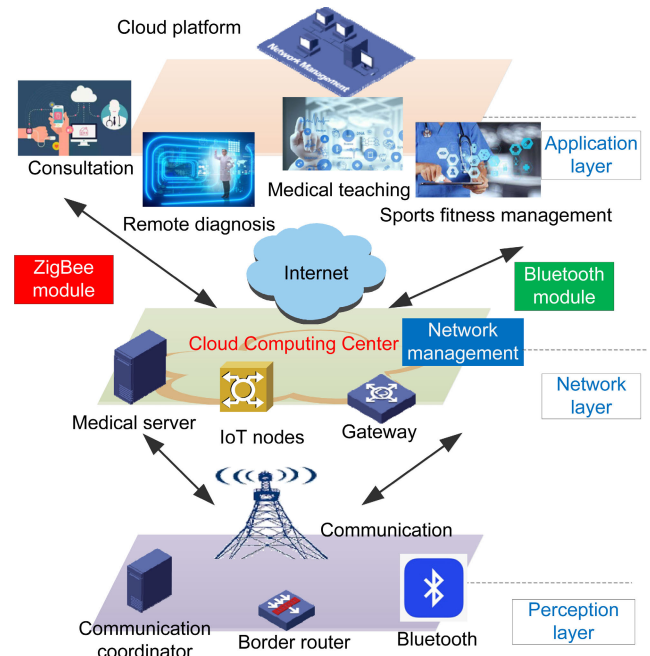 Cloud platform
Network Management
Consultation
Remote diagnosis
Medical teaching
Sports fitness management
Application
layer
ZigBee
module
Internet
Bluetooth
module
Cloud Computing Center
Network
management
Medical server
IoT nodes
Gateway
Network
layer
Communication
Communication
coordinator
Border router
Bluetooth
Perception
layer